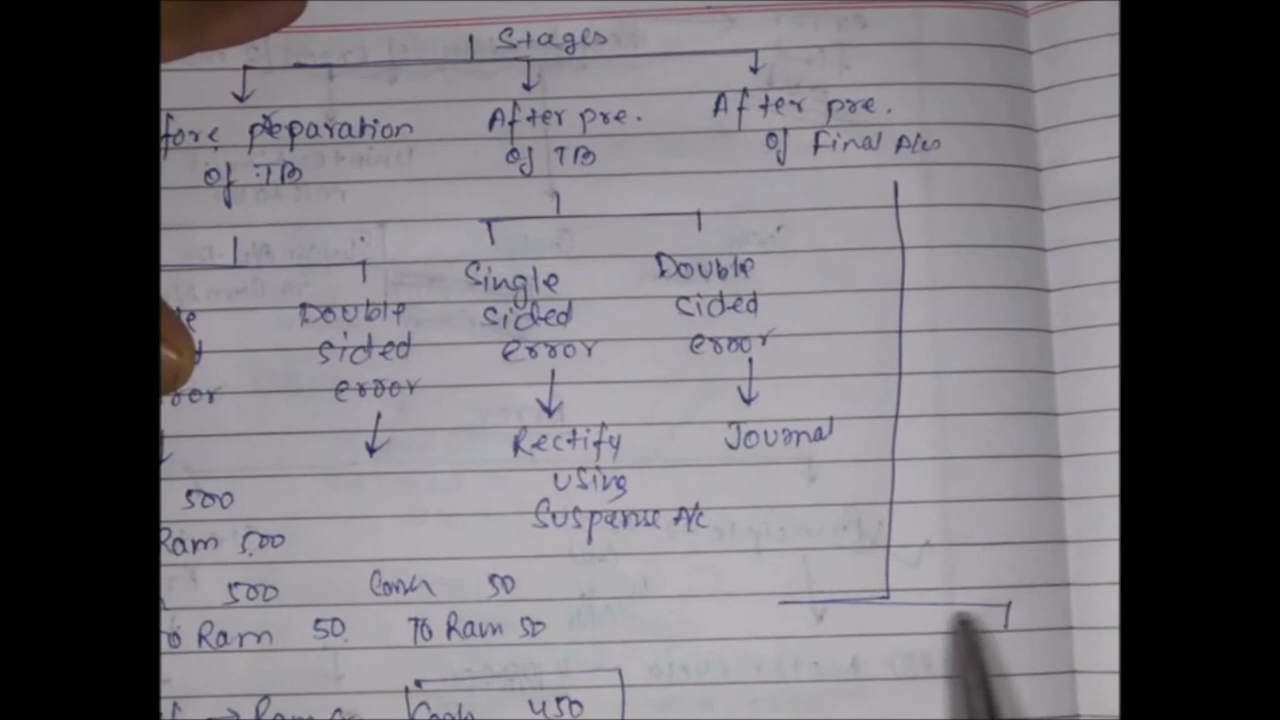 Stages
fore preparation
of TB
After pre.
of TB
After pre.
of Final A/cs
Double
sided
error
Single
sided
error
Double
sided
error
Rectify
using
Suspense A/c
Journal
500
Ram 500
500
To Ram 50
Cash 50
To Ram 50
Cash 450